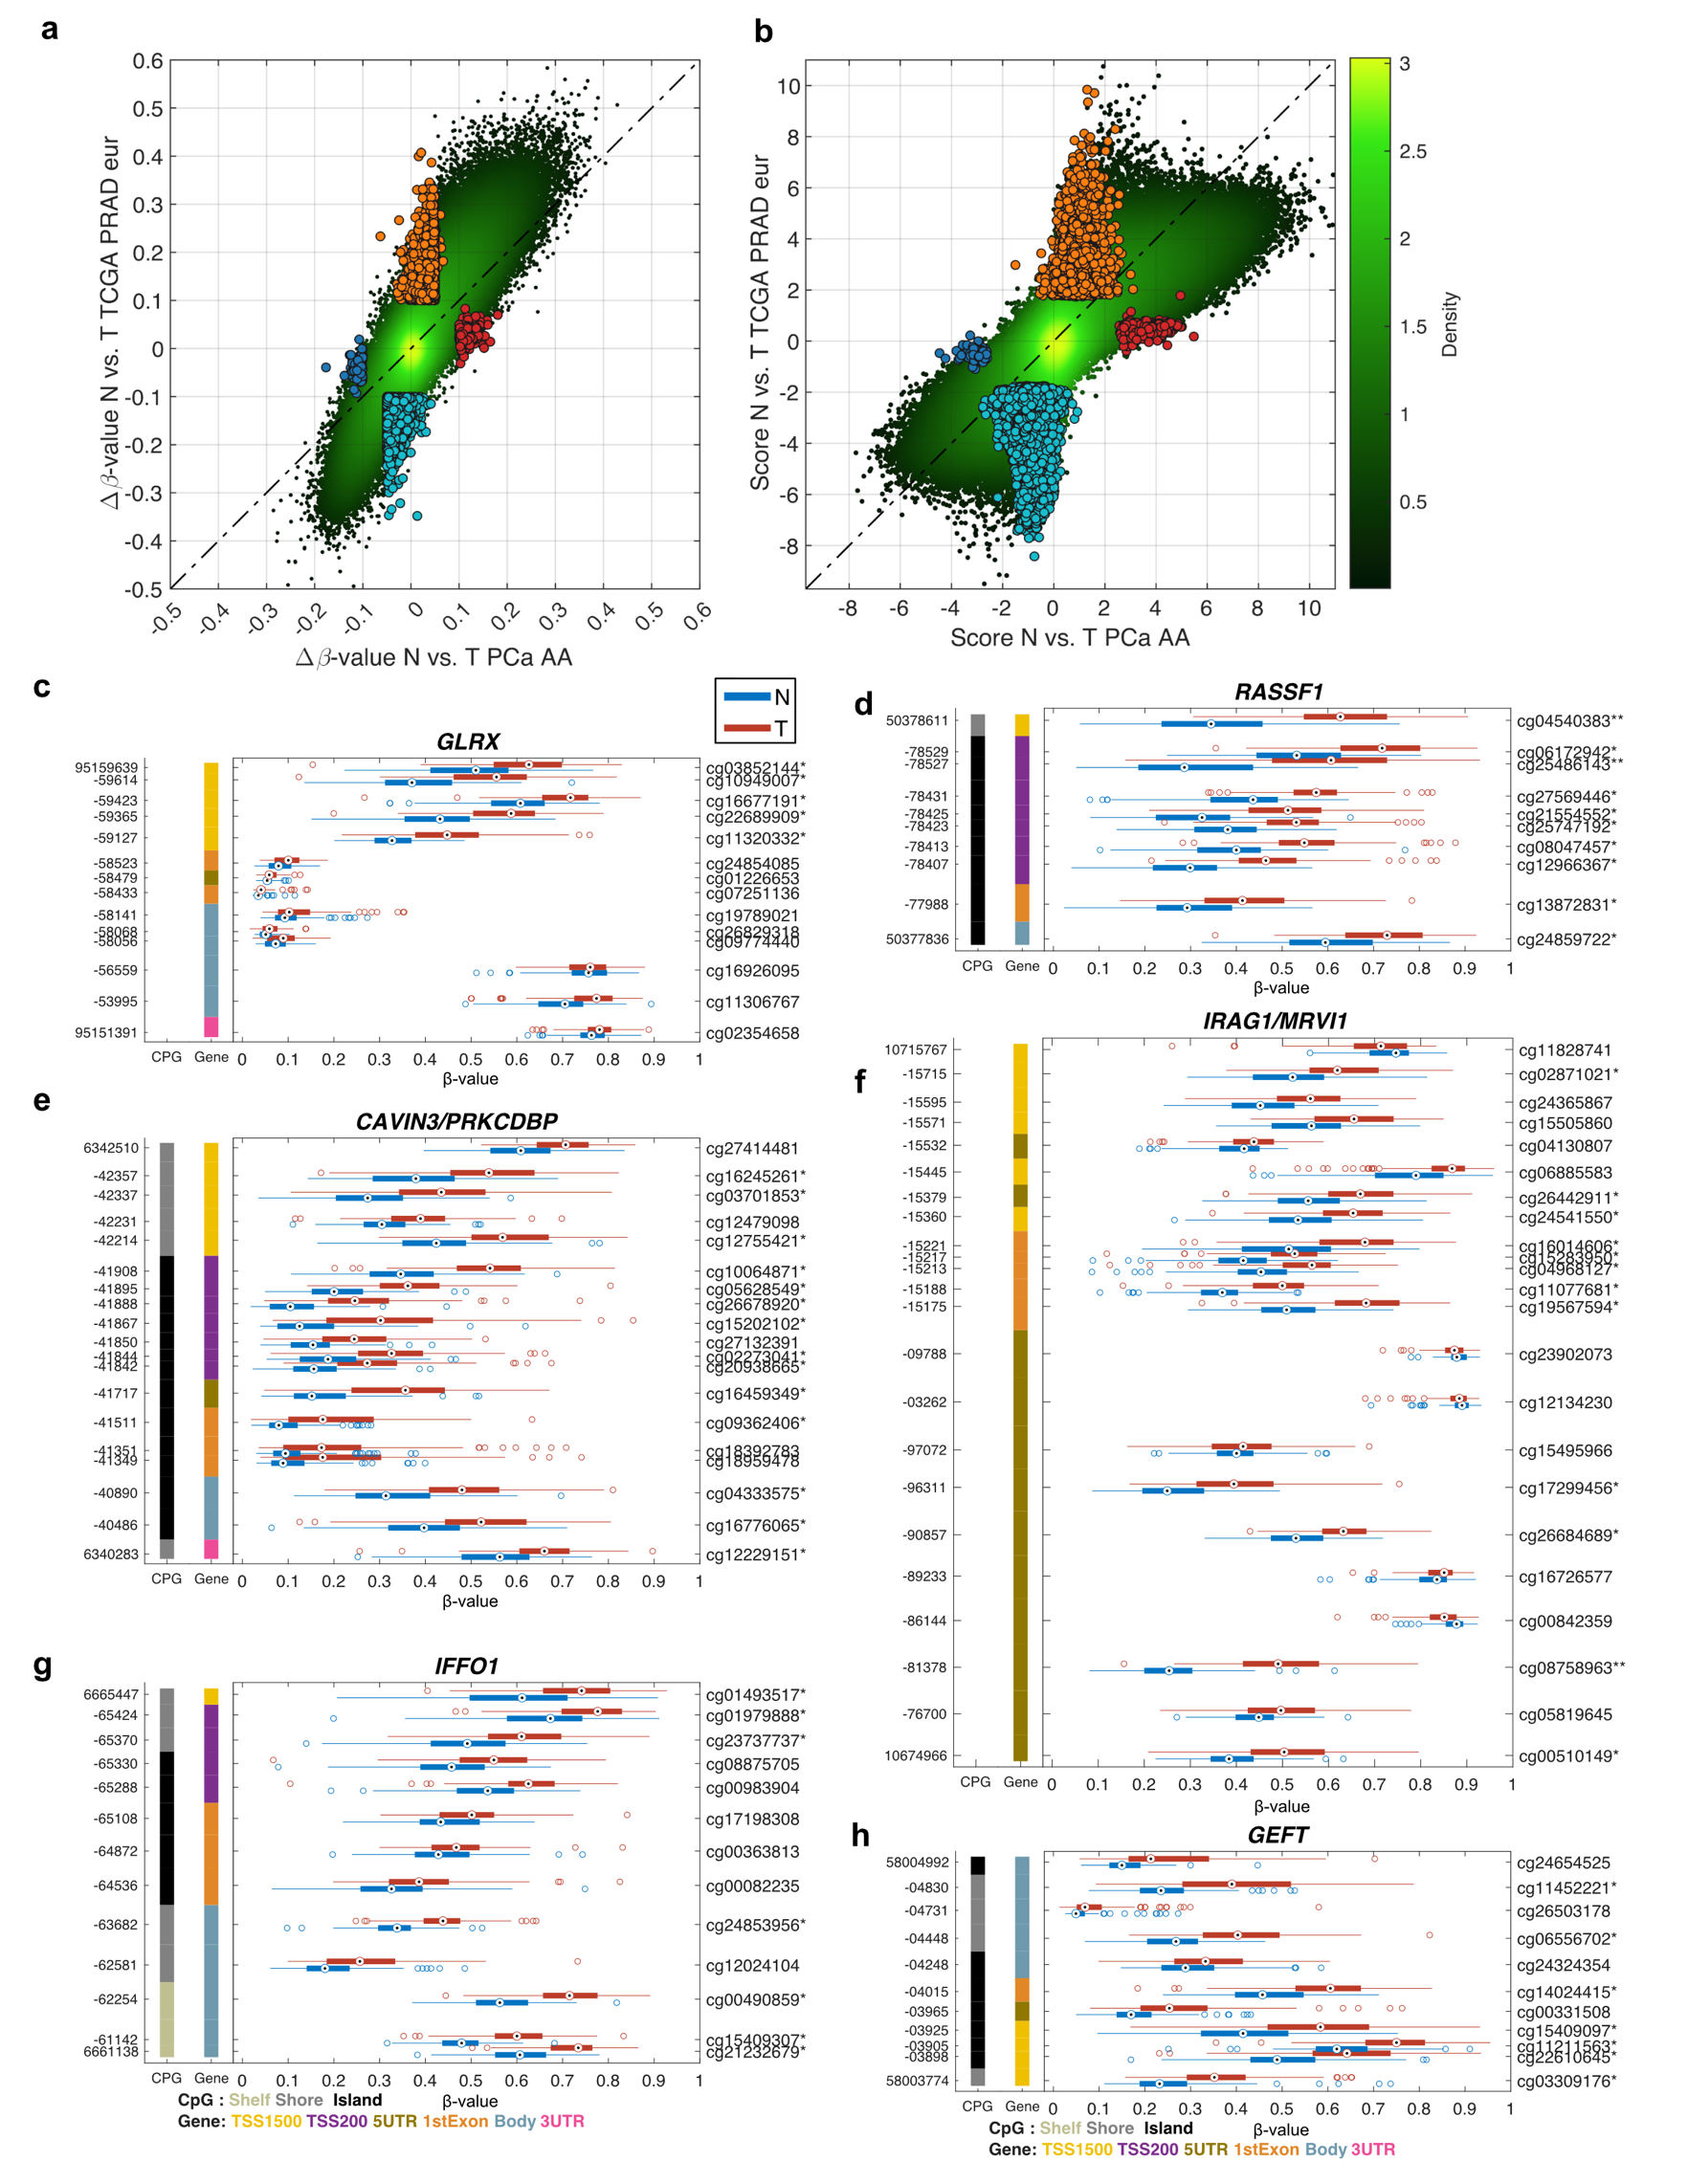 a
b
0.6
0.5
0.4
0.3
0.2
0.1
0
-0.1
-0.2
-0.3
-0.4
-0.5
Δβ-value N vs. T TCGA PRAD eur
-0.5 -0.4 -0.3 -0.2 -0.1 0 0.1 0.2 0.3 0.4 0.5 0.6
Δβ-value N vs. T PCa AA
10
8
6
4
2
0
-2
-4
-6
-8
Score N vs. T TCGA PRAD eur
-8 -6 -4 -2 0 2 4 6 8 10
Score N vs. T PCa AA
3
2.5
2
1.5
1
0.5
Density
c
N
T
GLRX
95159639 cg03852144*
-59614 cg10949007*
-59423 cg16677191*
-59365 cg22689909*
-59127 cg11320332*
-58523 cg24854085
-58479 cg01226653
-58433 cg07251136
-58141 cg19789021
-58068 cg26829318
-58056 cg09774440
-56559 cg16926095
-53995 cg11306767
95151391 cg02354658
CPG Gene 0 0.1 0.2 0.3 0.4 0.5 0.6 0.7 0.8 0.9 1
β-value
d
RASSF1
50378611 cg04540383**
-78529 cg06172942*
-78527 cg25486143**
-78431 cg27569446*
-78425 cg21554552*
-78423 cg25747192*
-78413 cg08047457*
-78407 cg12966367*
-77988 cg13872831*
50377836 cg24859722*
CPG Gene 0 0.1 0.2 0.3 0.4 0.5 0.6 0.7 0.8 0.9 1
β-value
e
CAVIN3/PRKCDBP
6342510 cg27414481
-42357 cg16245261*
-42337 cg03701853*
-42231 cg12479098
-42214 cg12755421*
-41908 cg10064871*
-41895 cg05628549*
-41888 cg26678920*
-41867 cg15202102*
-41850 cg27132391
-41844 cg02273041*
-41842 cg20938665*
-41717 cg16459349*
-41511 cg09362406*
-41351 cg18392783
-41349 cg18959478
-40890 cg04333575*
-40486 cg16776065*
6340283 cg12229151*
CPG Gene 0 0.1 0.2 0.3 0.4 0.5 0.6 0.7 0.8 0.9 1
β-value
f
IRAG1/MRVI1
10715767 cg11828741
-15715 cg02871021*
-15595 cg24365867
-15571 cg15505860
-15532 cg04130807
-15445 cg06885583
-15379 cg26442911*
-15360 cg24541550*
-15221 cg16014606*
-15217 cg15283950*
-15213 cg04968127*
-15188 cg11077681*
-15175 cg19567594*
-09788 cg23902073
-03262 cg12134230
-97072 cg15495966
-96311 cg17299456*
-90857 cg26684689*
-89233 cg16726577
-86144 cg00842359
-81378 cg08758963**
-76700 cg05819645
10674966 cg00510149*
CPG Gene 0 0.1 0.2 0.3 0.4 0.5 0.6 0.7 0.8 0.9 1
β-value
g
IFFO1
6665447 cg01493517*
-65424 cg01979888*
-65370 cg23737737*
-65330 cg08875705
-65288 cg00983904
-65108 cg17198308
-64872 cg00363813
-64536 cg00082235
-63682 cg24853956*
-62581 cg12024104
-62254 cg00490859*
-61142 cg15409307*
6661138 cg21232679*
CPG Gene 0 0.1 0.2 0.3 0.4 0.5 0.6 0.7 0.8 0.9 1
β-value
CpG : Shelf Shore Island
Gene: TSS1500 TSS200 5UTR 1stExon Body 3UTR
h
GEFT
58004992 cg24654525
-04830 cg11452221*
-04731 cg26503178
-04448 cg06556702*
-04248 cg24324354
-04015 cg14024415*
-03965 cg00331508
-03925 cg15409097*
-03905 cg11211563*
-03898 cg22610645*
58003774 cg03309176*
CPG Gene 0 0.1 0.2 0.3 0.4 0.5 0.6 0.7 0.8 0.9 1
β-value
CpG : Shelf Shore Island
Gene: TSS1500 TSS200 5UTR 1stExon Body 3UTR